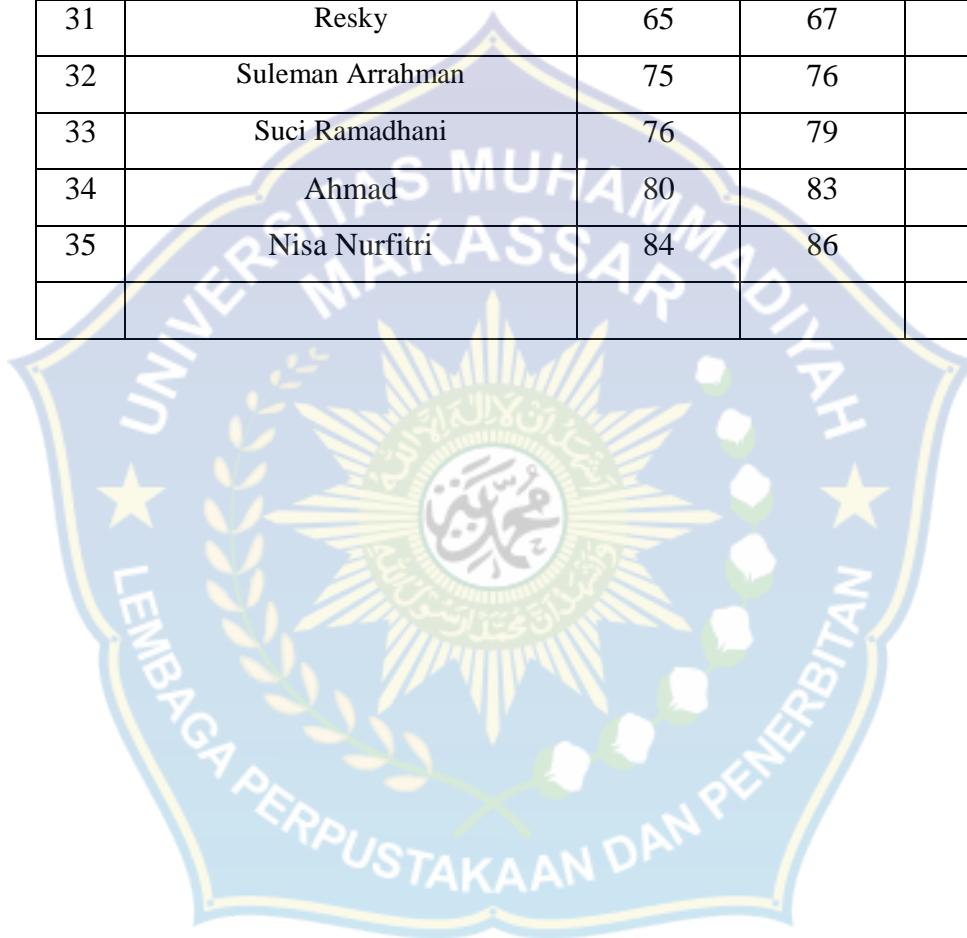 31 Resky 65 67
32 Suleman Arrahman 75 76
33 Suci Ramadhani 76 79
34 Ahmad 80 83
35 Nisa Nurfitri 84 86
UNIVERSITAS MUHAMMADIYAH
MAKASSAR
LEMBAGA PERPUSTAKAAN DAN PENERBITAN